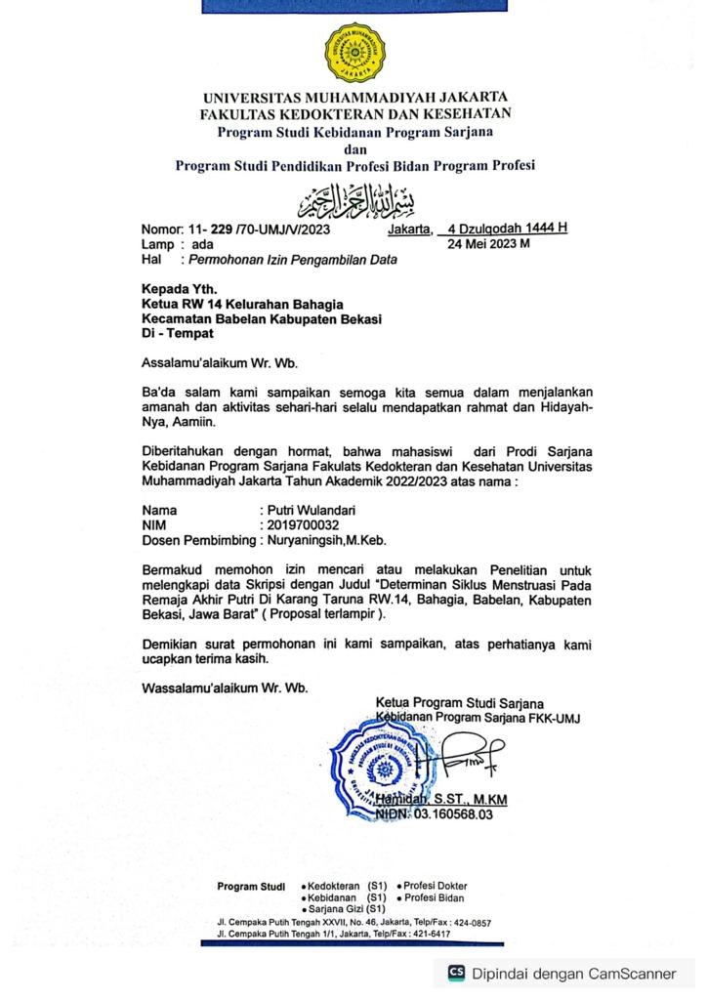 UNIVERSITAS MUHAMMADIYAH JAKARTA
FAKULTAS KEDOKTERAN DAN KESEHATAN
Program Studi Kebidanan Program Sarjana
dan
Program Studi Pendidikan Profesi Bidan Program Profesi
بسم الله الرحمن الرحيم
Nomor: 11- 229 /70-UMJ/V/2023 Jakarta, 4 Dzulqodah 1444 H
Lamp : ada 24 Mei 2023 M
Hal : Permohonan Izin Pengambilan Data
Kepada Yth.
Ketua RW 14 Kelurahan Bahagia
Kecamatan Babelan Kabupaten Bekasi
Di - Tempat
Assalamu'alaikum Wr. Wb.
Ba'da salam kami sampaikan semoga kita semua dalam menjalankan
amanah dan aktivitas sehari-hari selalu mendapatkan rahmat dan Hidayah-
Nya, Aamiin.
Diberitahukan dengan hormat, bahwa mahasiswi dari Prodi Sarjana
Kebidanan Program Sarjana Fakulats Kedokteran dan Kesehatan Universitas
Muhammadiyah Jakarta Tahun Akademik 2022/2023 atas nama :
Nama : Putri Wulandari
NIM : 2019700032
Dosen Pembimbing : Nuryaningsih,M.Keb.
Bermakud memohon izin mencari atau melakukan Penelitian untuk
melengkapi data Skripsi dengan Judul "Determinan Siklus Menstruasi Pada
Remaja Akhir Putri Di Karang Taruna RW.14, Bahagia, Babelan, Kabupaten
Bekasi, Jawa Barat" ( Proposal terlampir ).
Demikian surat permohonan ini kami sampaikan, atas perhatianya kami
ucapkan terima kasih.
Wassalamu'alaikum Wr. Wb.
Ketua Program Studi Sarjana
Kebidanan Program Sarjana FKK-UMJ
Hamidah, S.ST., M.KM
NIDN: 03.160568.03
Program Studi • Kedokteran (S1) • Profesi Dokter
• Kebidanan (S1) • Profesi Bidan
• Sarjana Gizi (S1)
Jl. Cempaka Putih Tengah XXVII, No. 46, Jakarta, Telp/Fax : 424-0857
Jl. Cempaka Putih Tengah 1/1, Jakarta, Telp/Fax : 421-6417
CS Dipindai dengan CamScanner